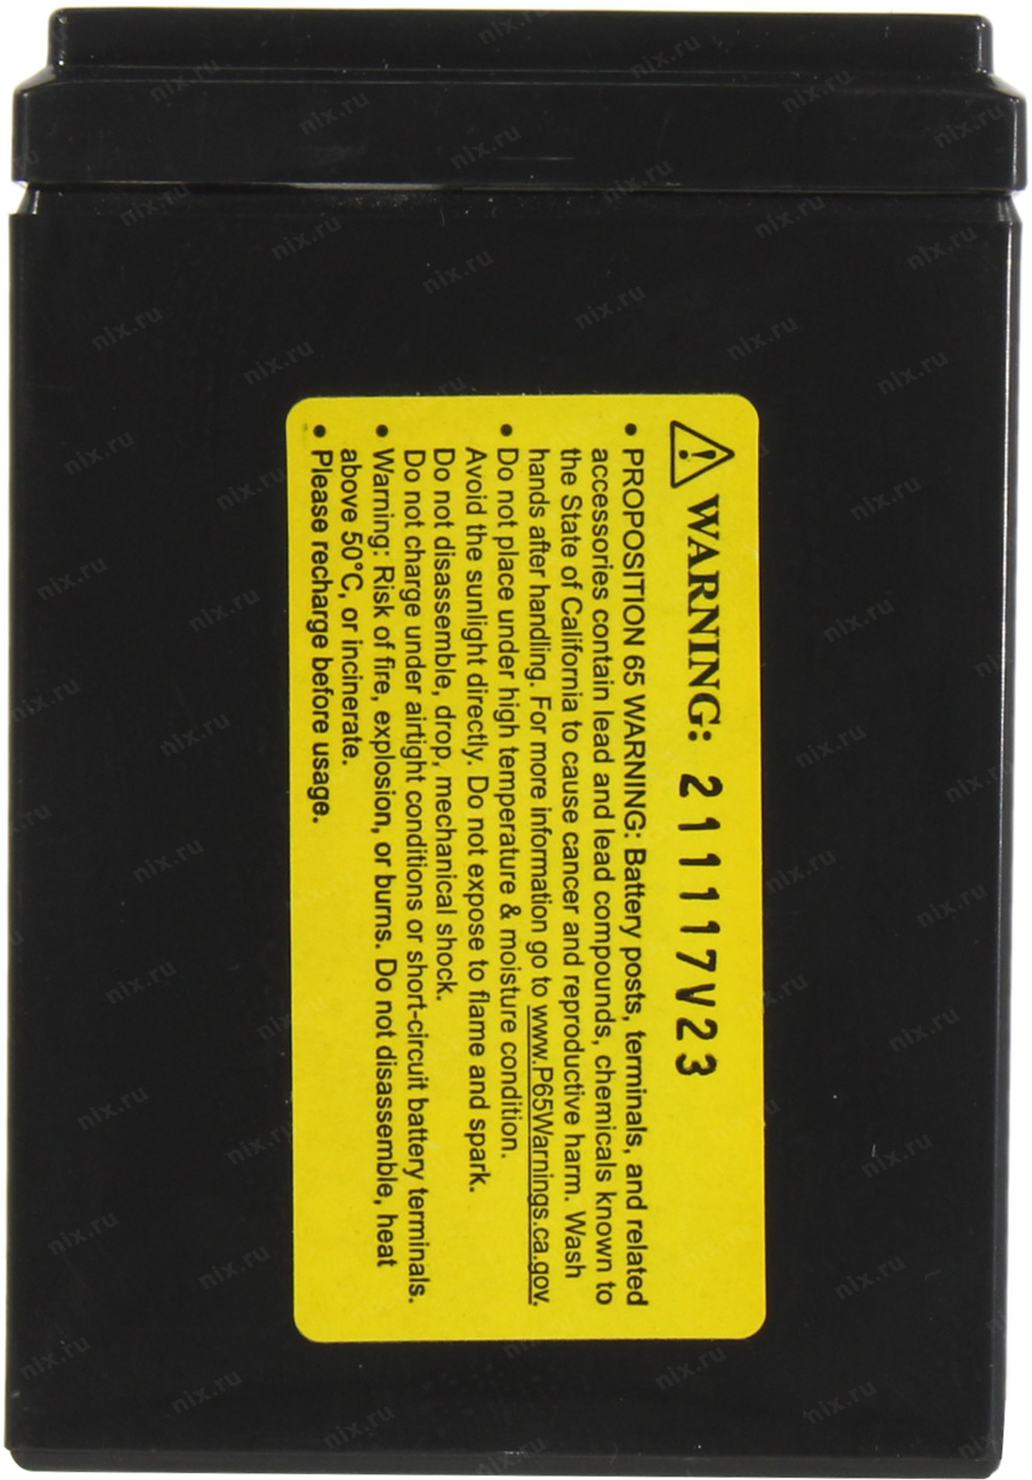 WARNING: 211117V23
• PROPOSITION 65 WARNING: Battery posts, terminals, and related
accessories contain lead and lead compounds, chemicals known to
the State of California to cause cancer and reproductive harm. Wash
hands after handling. For more information go to www.P65Warnings.ca.gov.
• Do not place under high temperature & moisture condition.
Avoid the sunlight directly. Do not expose to flame and spark.
Do not disassemble, drop, mechanical shock.
Do not charge under airtight conditions or short-circuit battery terminals.
• Warning: Risk of fire, explosion, or burns. Do not disassemble, heat
above 50°C, or incinerate.
• Please recharge before usage.
nix.ru